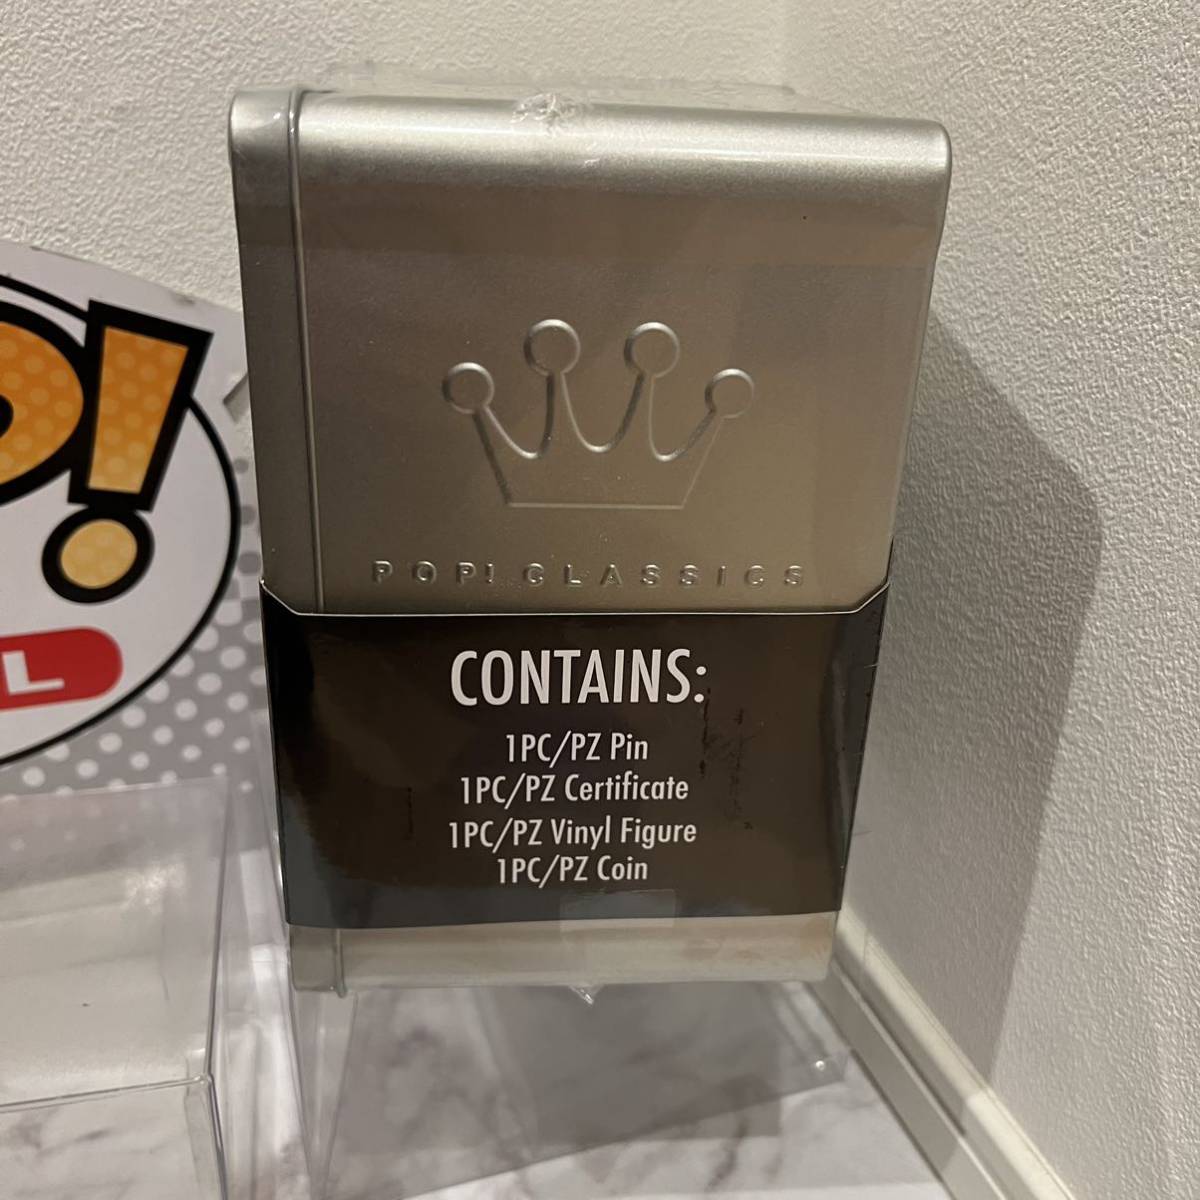 P!
L
POP! CLASSICS
CONTAINS:
1PC/PZ Pin
1PC/PZ Certificate
1PC/PZ Vinyl Figure
1PC/PZ Coin